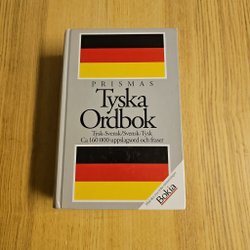 PRISMAS
Tyska
Ordbok
Tysk-Svensk/Svensk-Tysk
Ca 160 000 uppslagsord och fraser
Bokia